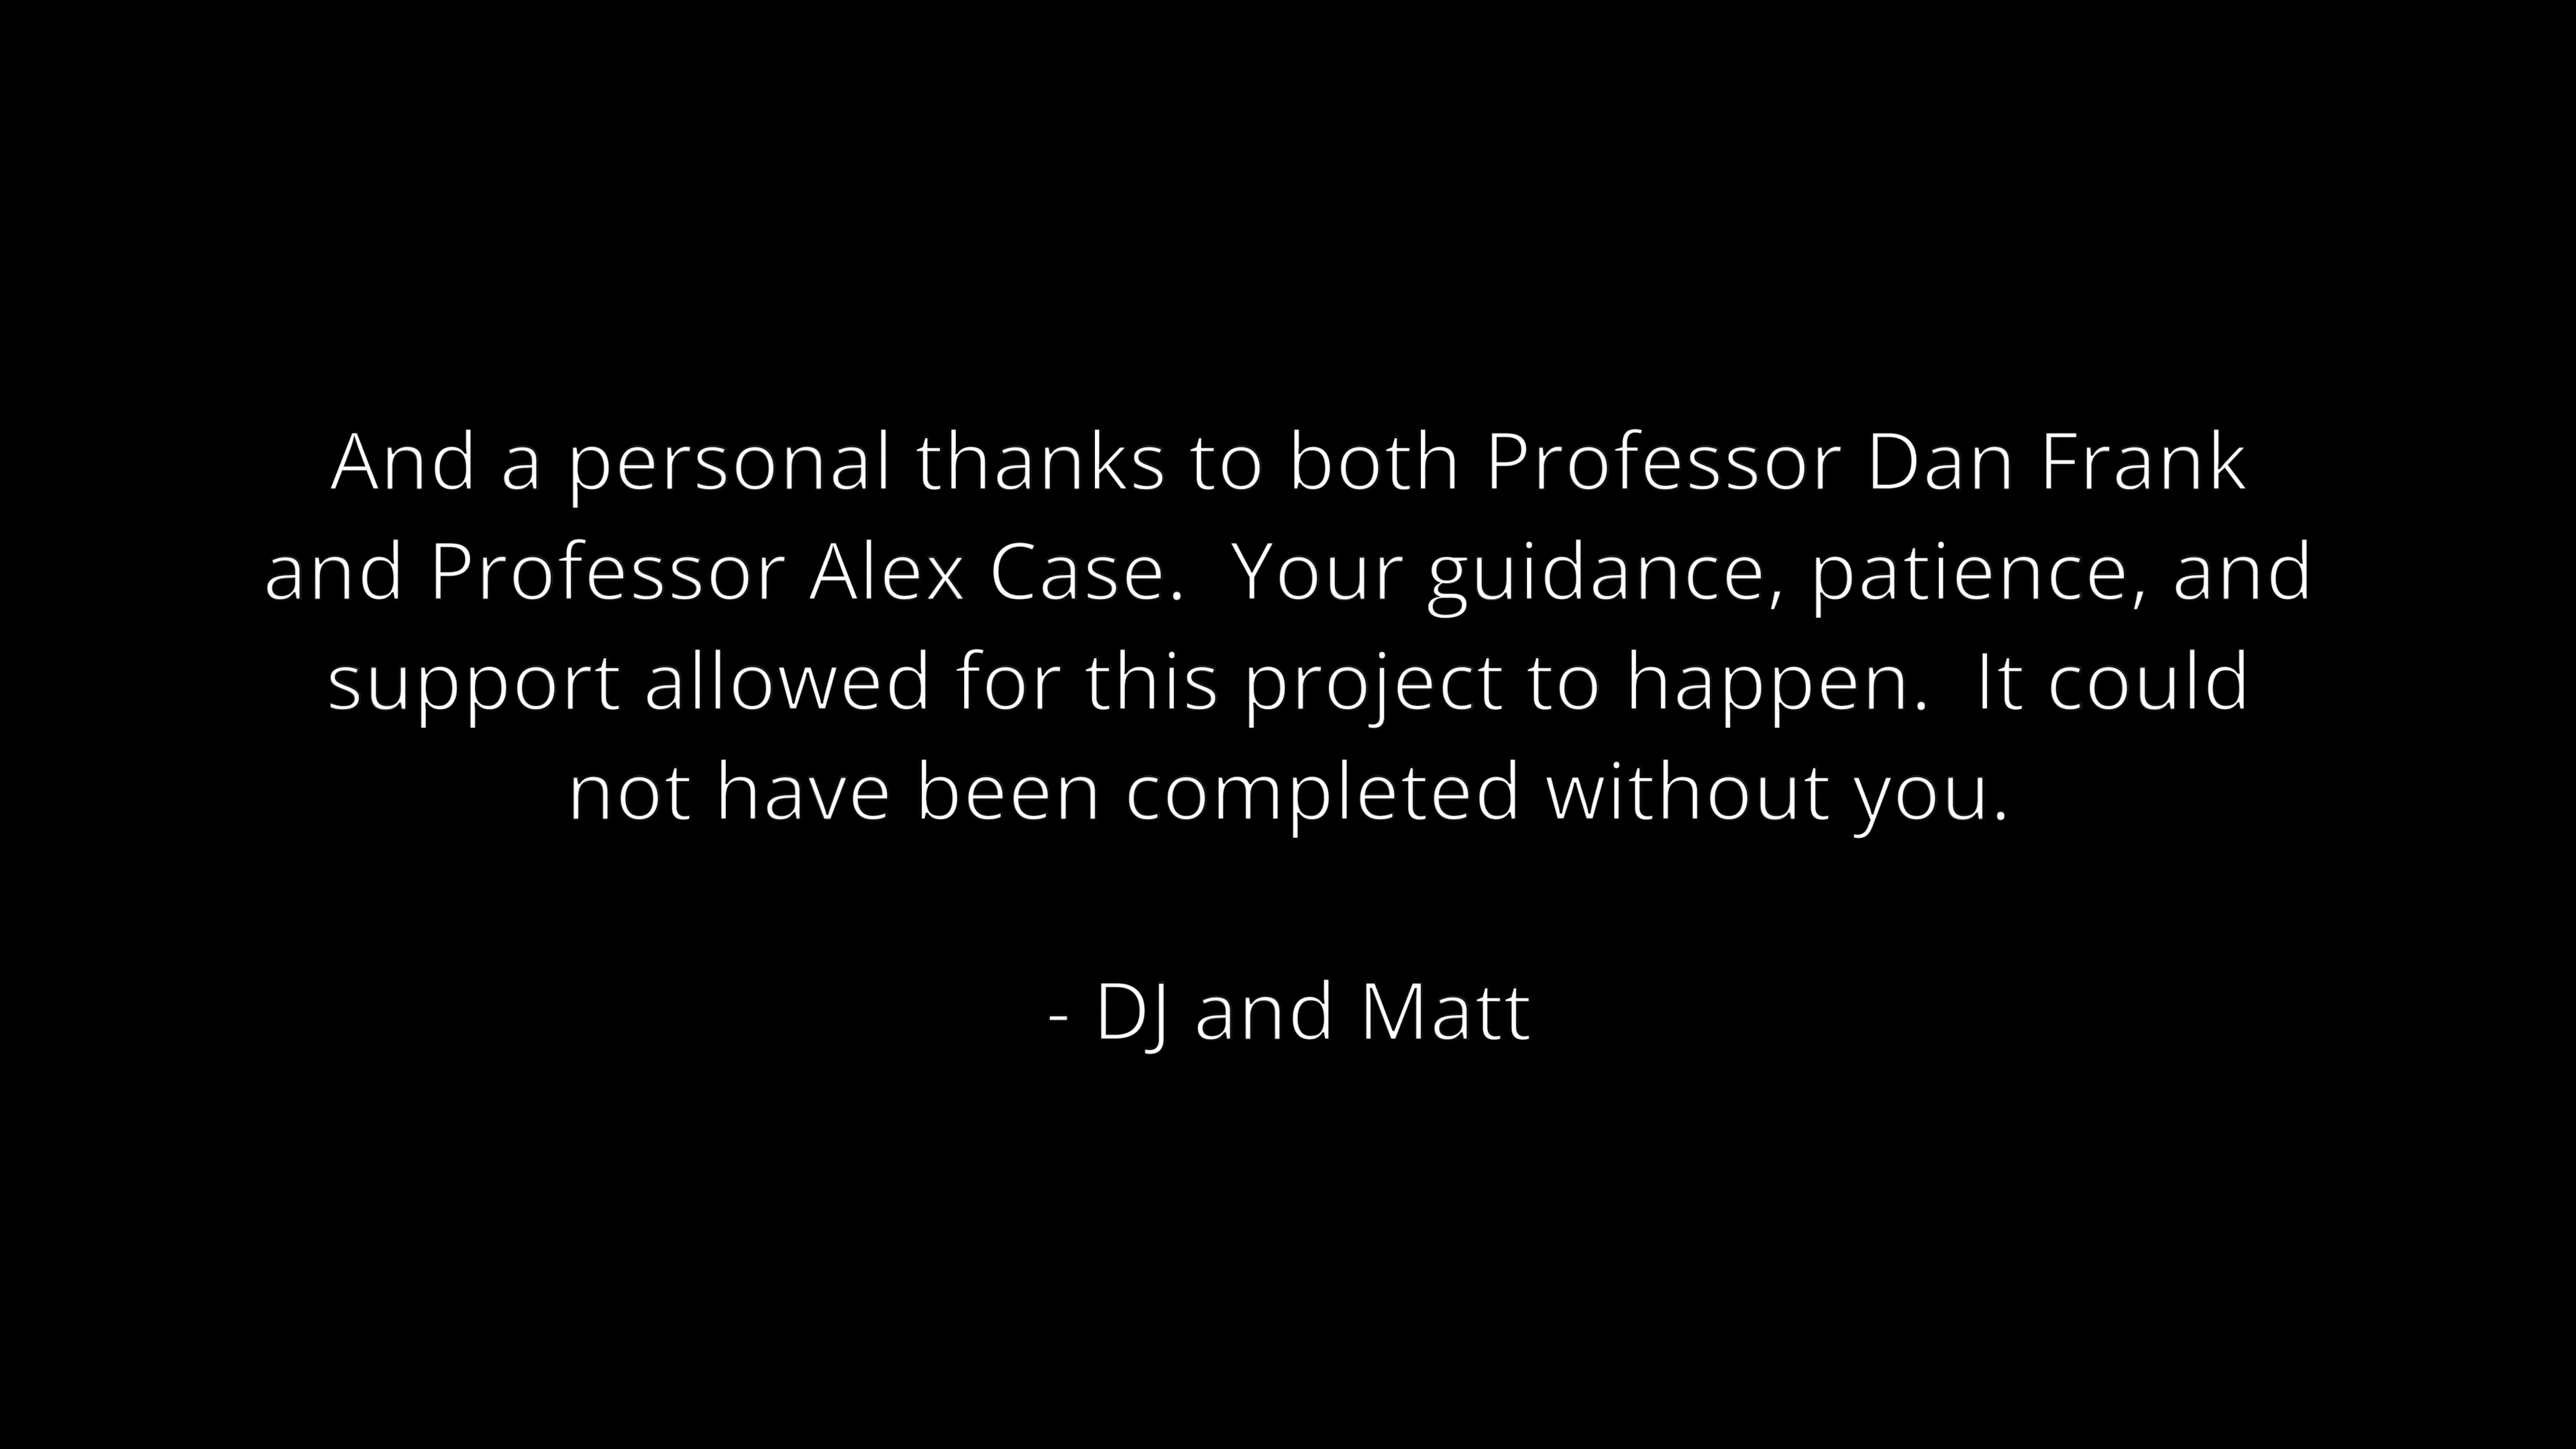 And a personal thanks to both Professor Dan Frank
and Professor Alex Case.  Your guidance, patience, and
support allowed for this project to happen.  It could
not have been completed without you.
- DJ and Matt